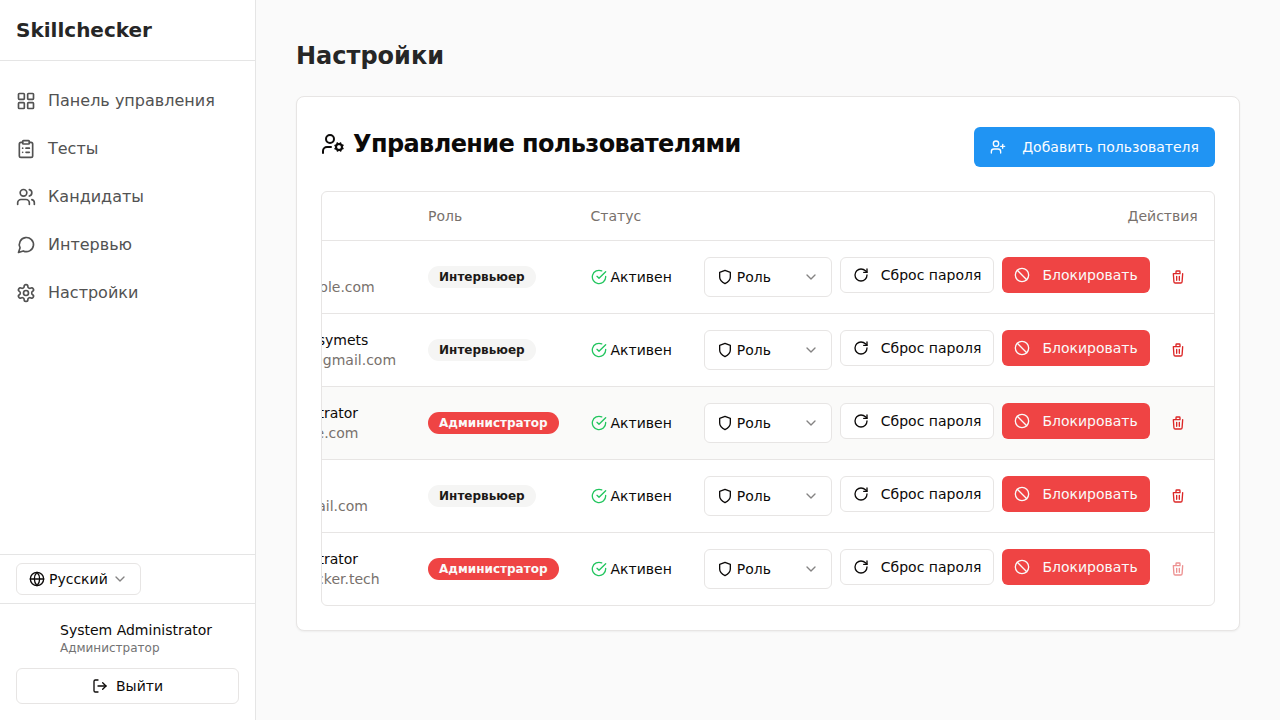 Skillchecker
Панель управления
Тесты
Кандидаты
Интервью
Настройки
Русский
System Administrator
Администратор
Выйти
Настройки
Управление пользователями
Добавить пользователя
Роль Статус Действия
ple.com Интервьюер Активен Роль Сброс пароля Блокировать
symets
gmail.com Интервьюер Активен Роль Сброс пароля Блокировать
trator
e.com Администратор Активен Роль Сброс пароля Блокировать
ail.com Интервьюер Активен Роль Сброс пароля Блокировать
trator
ker.tech Администратор Активен Роль Сброс пароля Блокировать